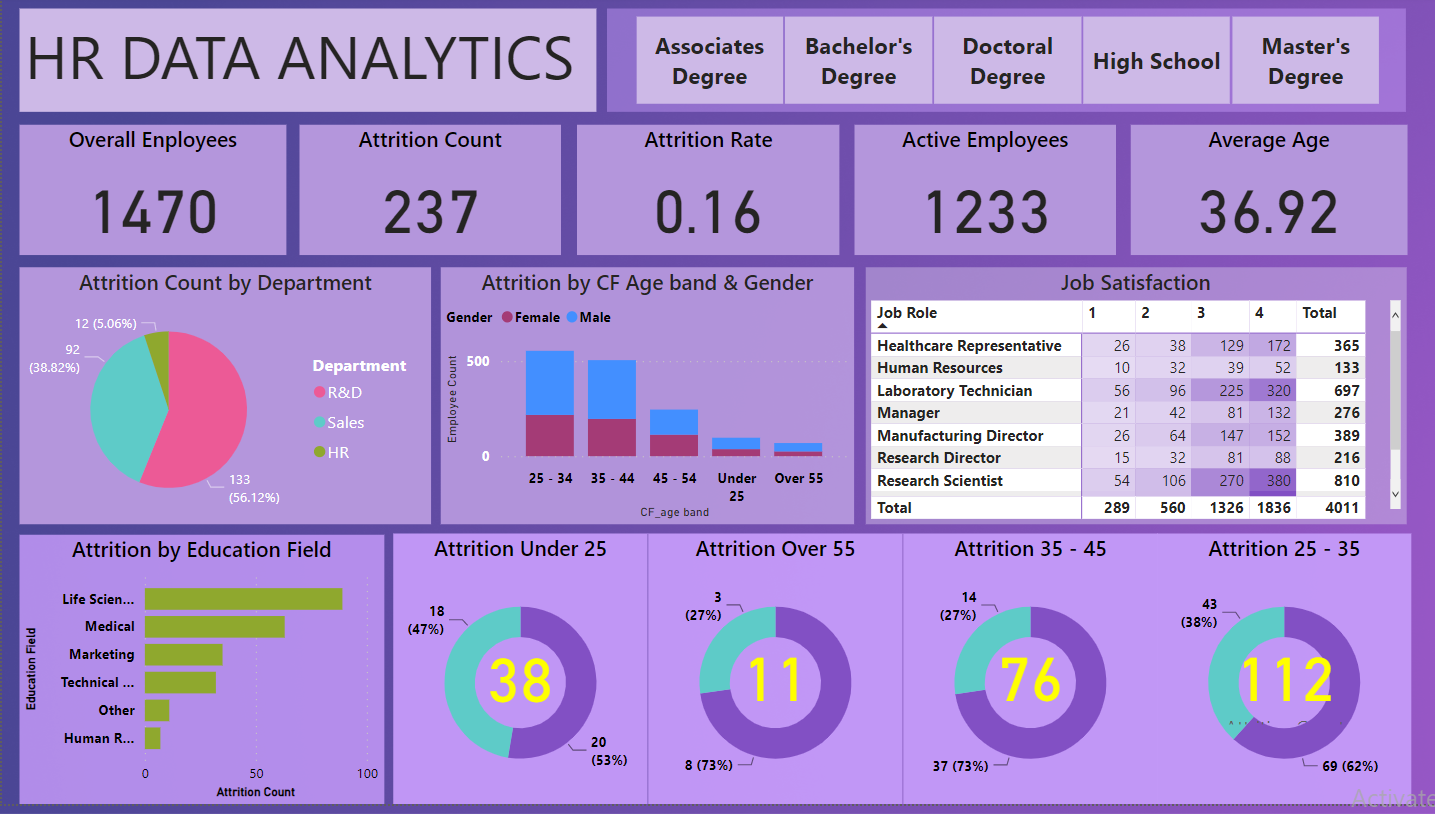 HR DATA ANALYTICS
Associates
Degree
Bachelor's
Degree
Doctoral
Degree
High School
Master's
Degree
Overall Enployees
1470
Attrition Count
237
Attrition Rate
0.16
Active Employees
1233
Average Age
36.92
Attrition Count by Department
12 (5.06%)
92
(38.82%)
133
(56.12%)
Department
R&D
Sales
HR
Attrition by CF Age band & Gender
Gender Female Male
Employee Count
500
0
25 - 34 35 - 44 45 - 54 Under
25 Over 55
CF_age band
Job Satisfaction
Job Role 1 2 3 4 Total
Healthcare Representative 26 38 129 172 365
Human Resources 10 32 39 52 133
Laboratory Technician 56 96 225 320 697
Manager 21 42 81 132 276
Manufacturing Director 26 64 147 152 389
Research Director 15 32 81 88 216
Research Scientist 54 106 270 380 810
Total 289 560 1326 1836 4011
Attrition by Education Field
Education Field
Life Scien...
Medical
Marketing
Technical ...
Other
Human R...
0 50 100
Attrition Count
Attrition Under 25
18
(47%)
38
20
(53%)
Attrition Over 55
3
(27%)
11
8 (73%)
Attrition 35 - 45
14
(27%)
76
37 (73%)
Attrition 25 - 35
43
(38%)
112
69 (62%)
Activate